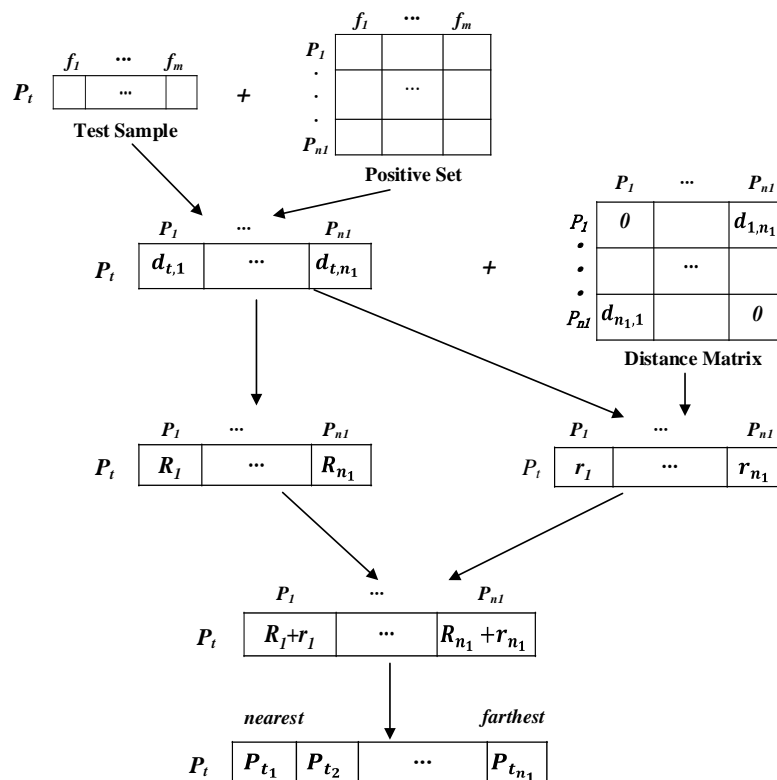 f1 ... fm
Pt ...
Test Sample
+
f1 ... fm
P1
.
. ...
.
Pn1
Positive Set
P1 ... Pn1
Pt dt,1 ... dt,n1
+
P1 ... Pn1
P1 0 d1,n1
• 
• ...
•
Pn1 dn1,1 0
Distance Matrix
P1 ... Pn1
Pt R1 ... Rn1
P1 ... Pn1
Pt r1 ... rn1
P1 ... Pn1
Pt R1+r1 ... Rn1 +rn1
nearest farthest
Pt Pt1 Pt2 ... Ptn1